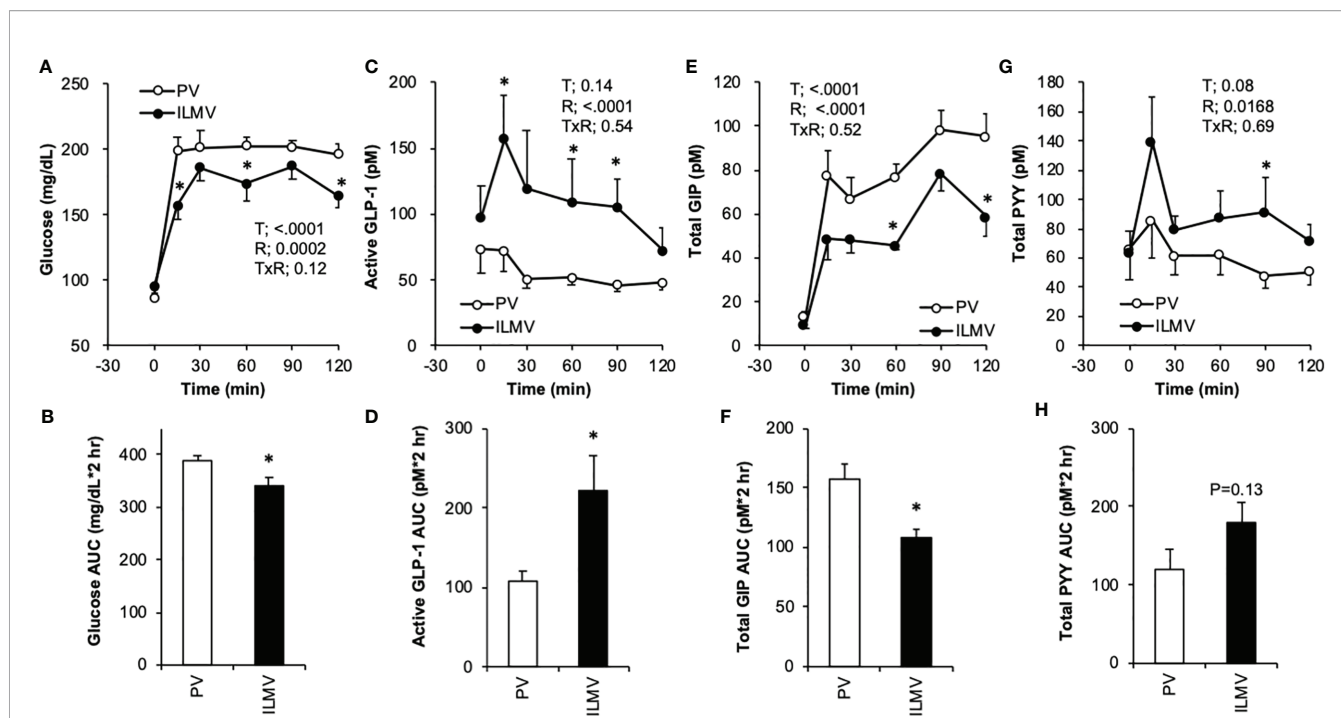 A
Glucose (mg/dL)
250
200
150
100
50
PV
ILMV
*
*
*
T; <.0001
R; 0.0002
TxR; 0.12
-30 0 30 60 90 120
Time (min)
C
Active GLP-1 (pM)
200
150
100
50
0
*
*
*
T; 0.14
R; <.0001
TxR; 0.54
PV
ILMV
-30 0 30 60 90 120
Time (min)
E
Total GIP (pM)
120
100
80
60
40
20
0
T; <.0001
R; <.0001
TxR; 0.52
*
*
PV
ILMV
-30 0 30 60 90 120
Time (min)
G
Total PYY (pM)
180
160
140
120
100
80
60
40
20
0
T; 0.08
R; 0.0168
TxR; 0.69
*
PV
ILMV
-30 0 30 60 90 120
Time (min)
B
Glucose AUC (mg/dL*2 hr)
400
300
200
100
0
*
PV
ILMV
D
Active GLP-1 AUC (pM*2 hr)
300
200
100
0
*
PV
ILMV
F
Total GIP AUC (pM*2 hr)
200
150
100
50
0
*
PV
ILMV
H
Total PYY AUC (pM*2 hr)
300
200
100
0
P=0.13
PV
ILMV